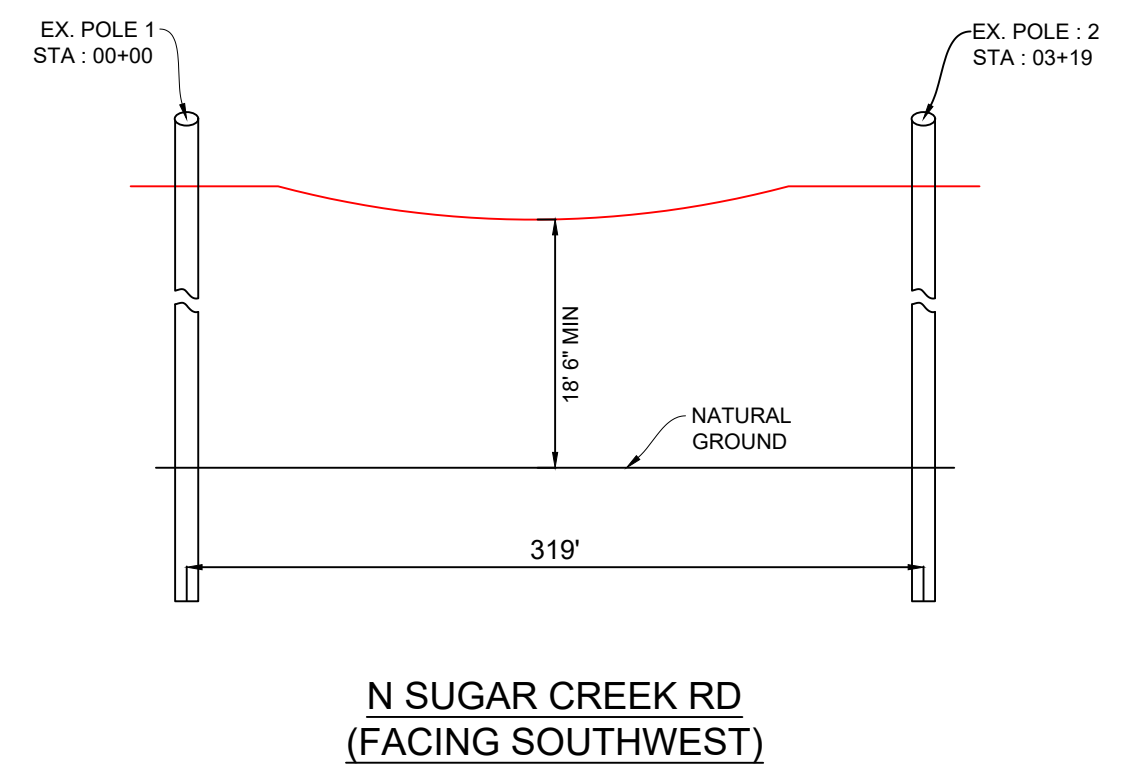 EX. POLE 1
STA : 00+00
EX. POLE : 2
STA : 03+19
18' 6" MIN
NATURAL
GROUND
319'
N SUGAR CREEK RD
(FACING SOUTHWEST)